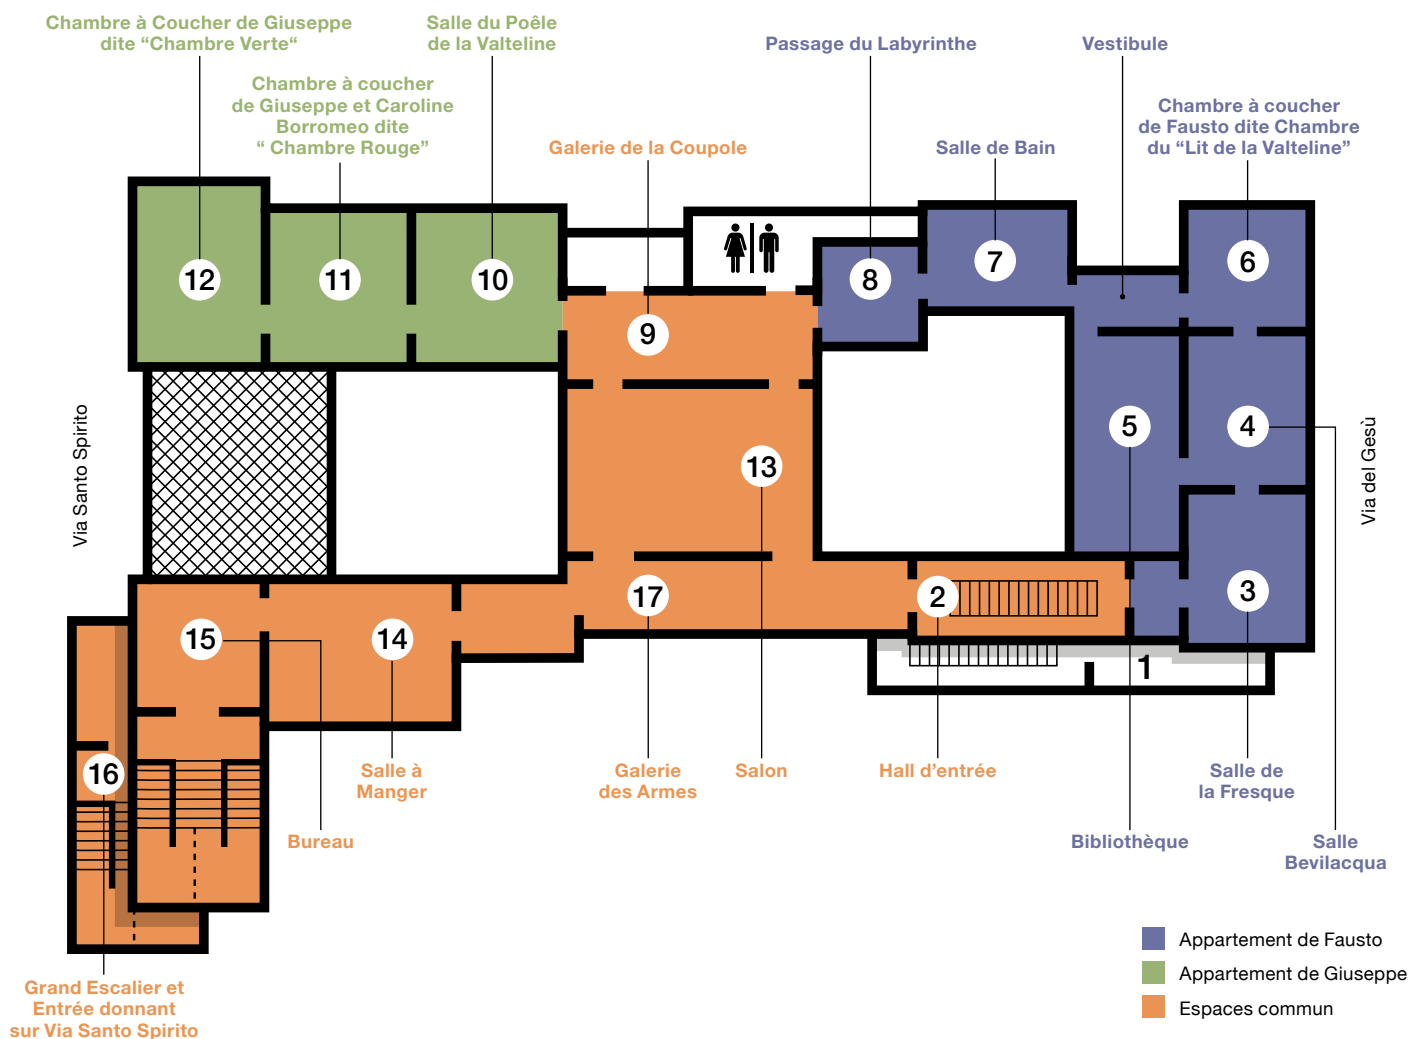 Chambre à Coucher de Giuseppe
dite “Chambre Verte“
Salle du Poêle
de la Valteline
Passage du Labyrinthe
Vestibule
Chambre à coucher
de Giuseppe et Caroline
Borromeo dite
“ Chambre Rouge”
Galerie de la Coupole
Salle de Bain
Chambre à coucher
de Fausto dite Chambre
du “Lit de la Valteline”
12
11
10
9
8
7
6
5
4
13
Via Santo Spirito
Via del Gesù
15
14
17
2
3
1
16
Salle à
Manger
Galerie
des Armes
Salon
Hall d’entrée
Salle de
la Fresque
Bureau
Bibliothèque
Salle
Bevilacqua
Grand Escalier et
Entrée donnant
sur Via Santo Spirito
Appartement de Fausto
Appartement de Giuseppe
Espaces commun